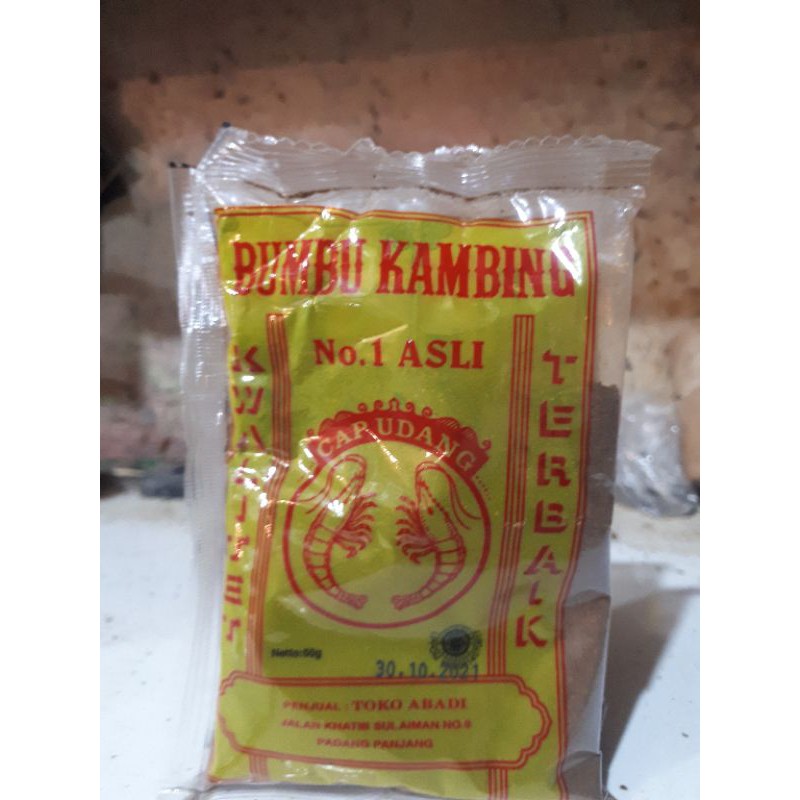 BUMBU KAMBING
No.1 ASLI
KWALITET
TERBAIK
CAP UDANG
Netto:60g
30.10.2021
PENJUAL : TOKO ABADI
JALAN KHATIB SULAIMAN NO.9
PADANG PANJANG